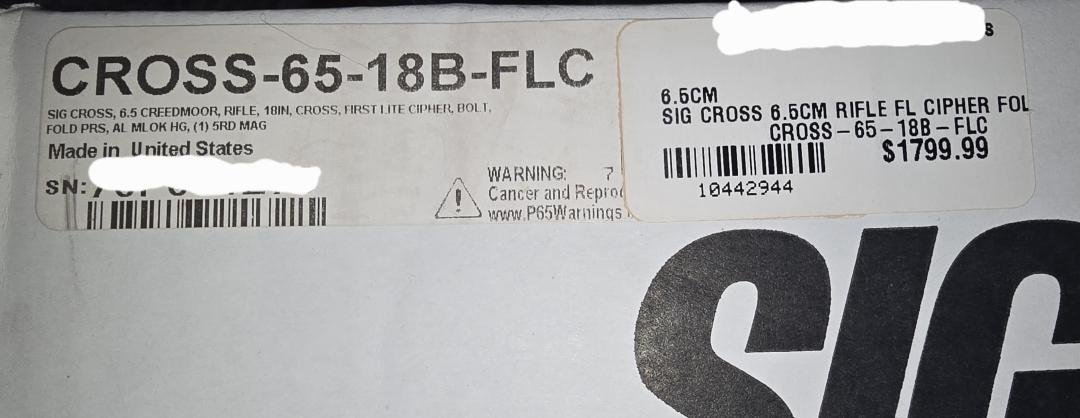 CROSS-65-18B-FLC
SIG CROSS, 6.5 CREEDMOOR, RIFLE, 18IN, CROSS, FIRST LITE CIPHER, BOLT,
FOLD PRS, AL MLOK HG, (1) 5RD MAG
Made in United States
SN:
WARNING:
Cancer and Repro
www.P65Warnings
S
6.5CM
SIG CROSS 6.5CM RIFLE FL CIPHER FOL
CROSS-65-18B-FLC
$1799.99
10442944
SIG